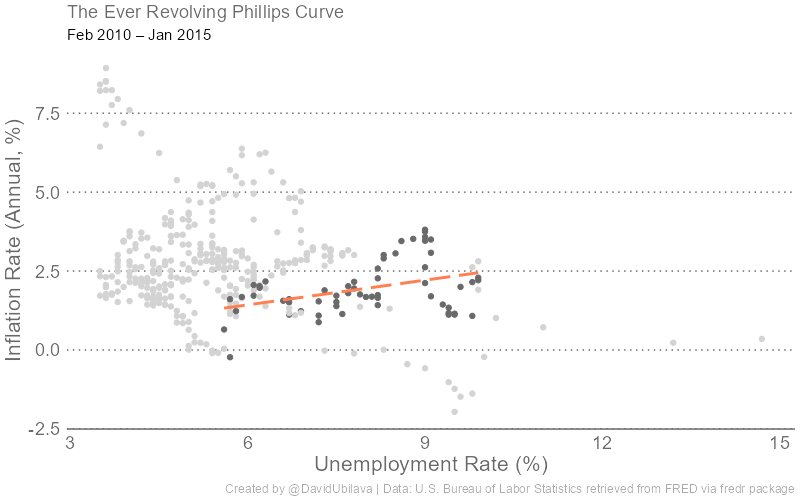 The Ever Revolving Phillips Curve
Feb 2010 – Jan 2015
Inflation Rate (Annual, %)
7.5
5.0
2.5
0.0
-2.5
3 6 9 12 15
Unemployment Rate (%)
Created by @DavidUbilava | Data: U.S. Bureau of Labor Statistics retrieved from FRED via fredr package